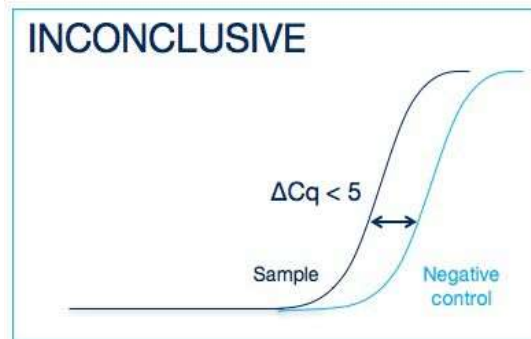 INCONCLUSIVE
ΔCq < 5
Sample
Negative
control